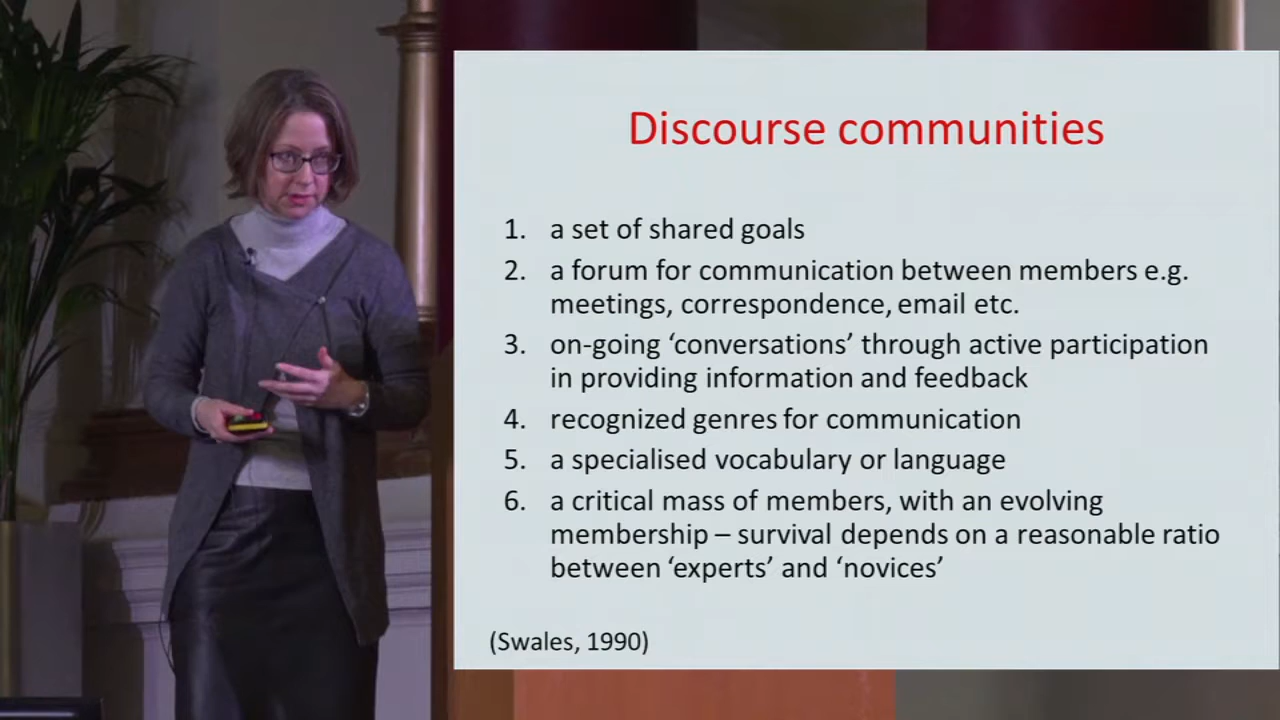 Discourse communities
1. a set of shared goals
2. a forum for communication between members e.g.
meetings, correspondence, email etc.
3. on-going ‘conversations’ through active participation
in providing information and feedback
4. recognized genres for communication
5. a specialised vocabulary or language
6. a critical mass of members, with an evolving
membership – survival depends on a reasonable ratio
between ‘experts’ and ‘novices’
(Swales, 1990)